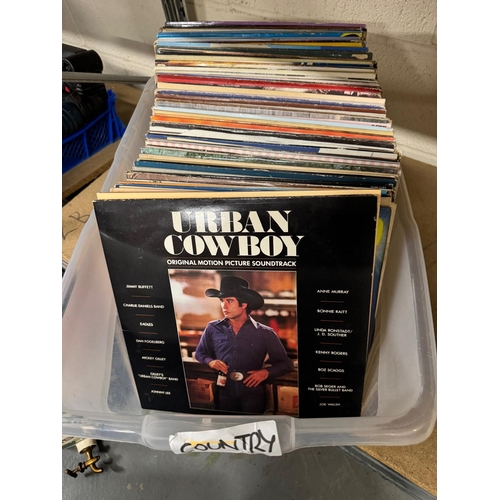 URBAN
COWBOY
ORIGINAL MOTION PICTURE SOUNDTRACK
JIMMY BUFFETT
CHARLIE DANIELS BAND
EAGLES
DAN FOGELBERG
MICKEY GILLEY
GILLEY'S
"URBAN COWBOY" BAND
JOHNNY LEE
ANNE MURRAY
BONNIE RAITT
LINDA RONSTADT/
J. D. SOUTHER
KENNY ROGERS
BOZ SCAGGS
BOB SEGER AND
THE SILVER BULLET BAND
JOE WALSH
COUNTRY